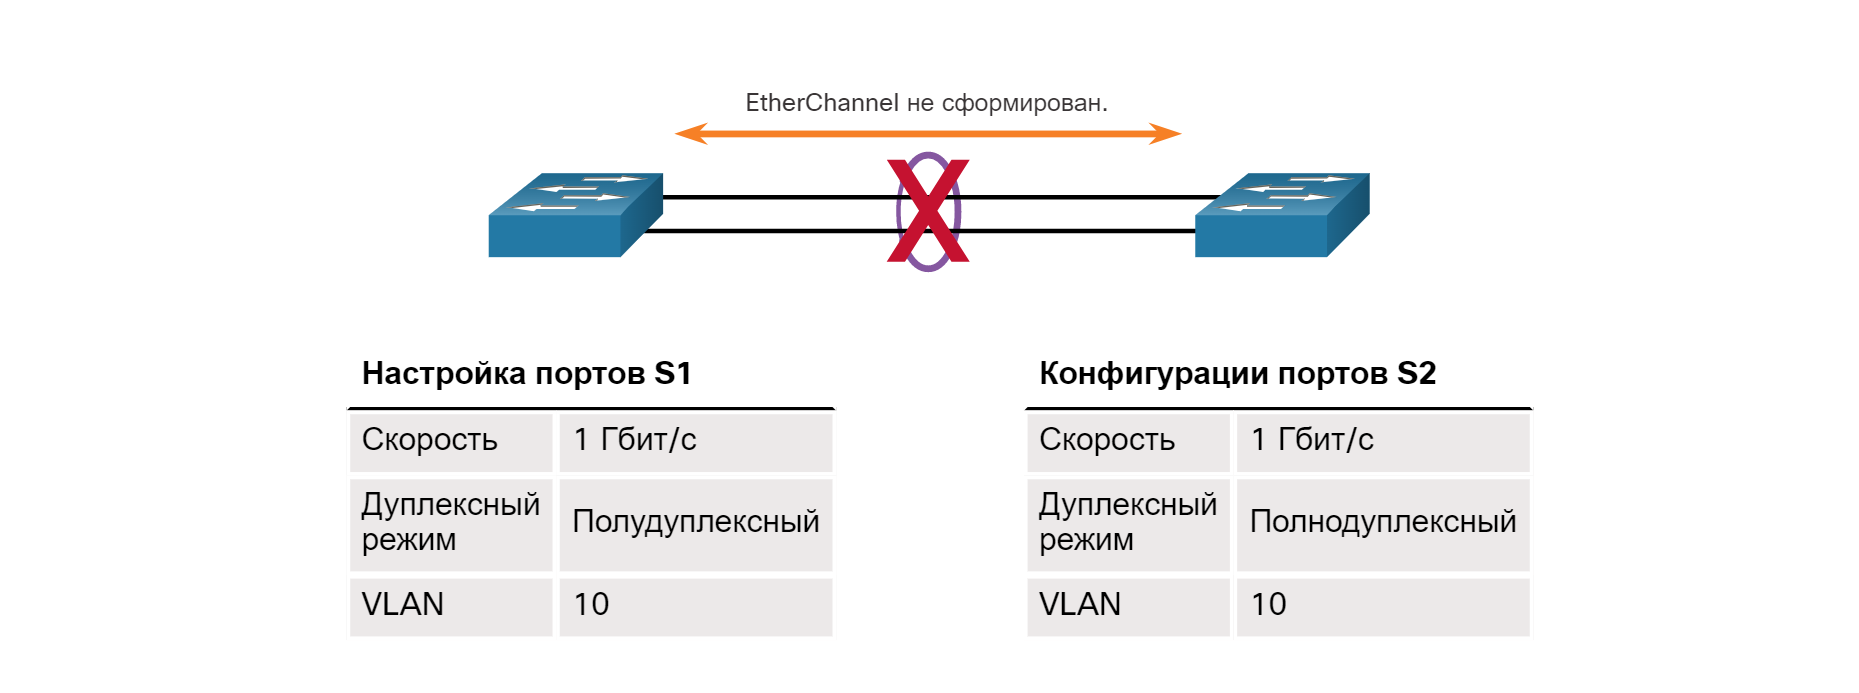 EtherChannel не сформирован.
Настройка портов S1
Скорость
1 Гбит/с
Дуплексный
режим
Полудуплексный
VLAN
10
Конфигурации портов S2
Скорость
1 Гбит/с
Дуплексный
режим
Полнодуплексный
VLAN
10